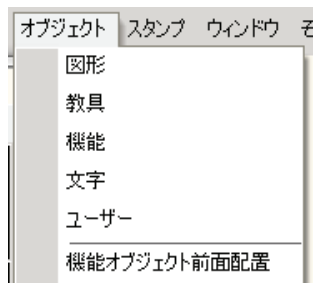 オブジェクト スタンプ ウィンドウ そ
図形
教具
機能
文字
ユーザー
機能オブジェクト前面配置